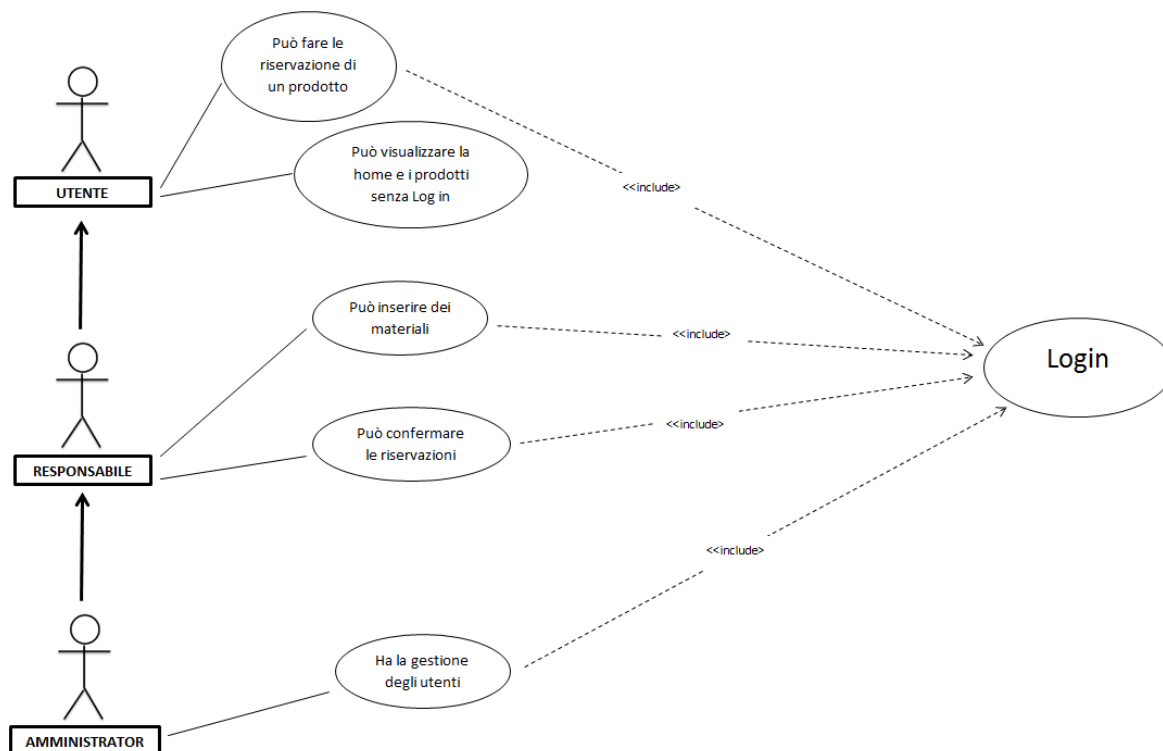 Può fare le
riservazione di
un prodotto
Può visualizzare la
home e i prodotti
senza Log in
UTENTE
<<include>
Può inserire dei
materiali
<<include>
Login
Può confermare
le riservazioni
<<include>
RESPONSABILE
<<include>
Ha la gestione
degli utenti
AMMINISTRATOR